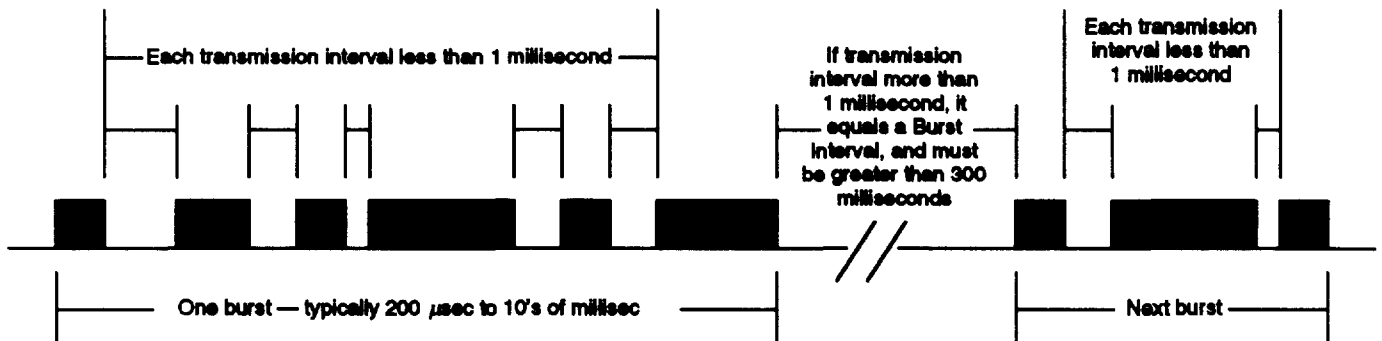 Each transmission interval less than 1 millisecond
If transmission
interval more than
1 millisecond, it
equals a Burst
Interval, and must
be greater than 300
milliseconds
Each transmission
interval less than
1 millisecond
One burst — typically 200 μsec to 10's of millisec
Next burst